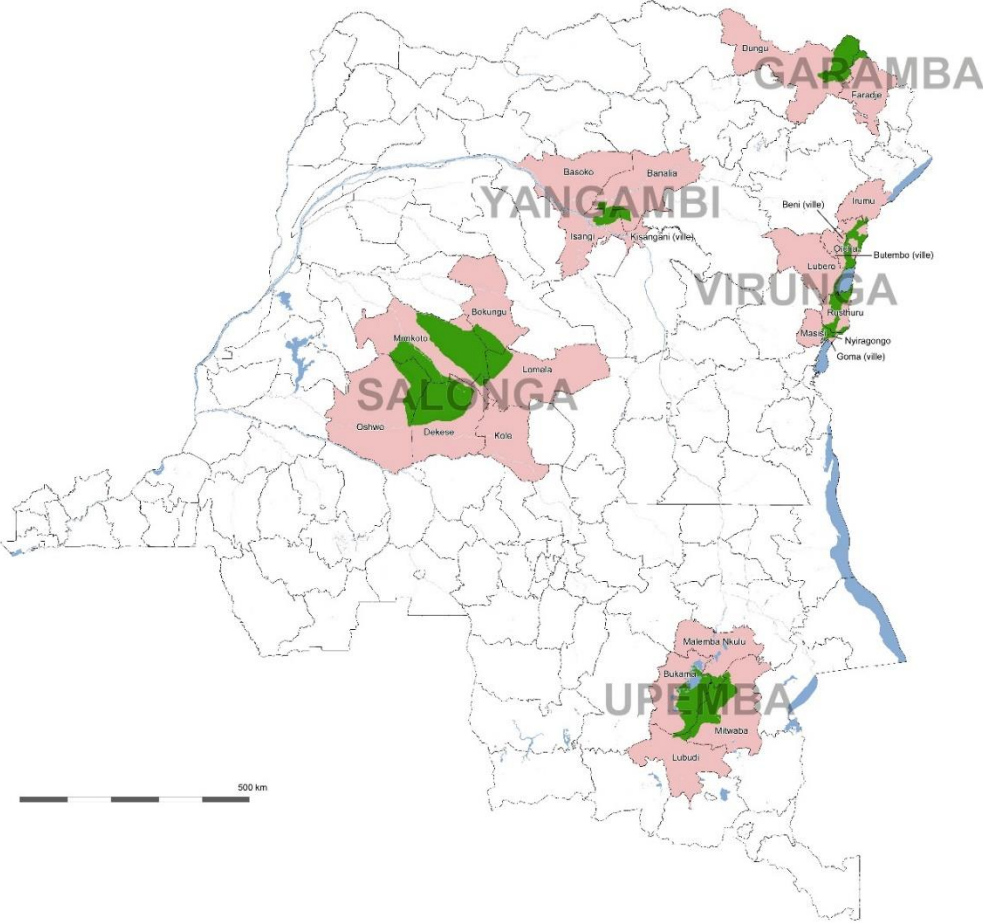 Dungu
GARAMBA
Faradje
Basoko
Banalia
YANGAMBI
Isangi
Kisangani (ville)
Irumu
Beni (ville)
Butembo (ville)
Lubero
VIRUNGA
Rutshuru
Masisi
Nyiragongo
Goma (ville)
Bokungu
Monkoto
Lomela
SALONGA
Oshwe
Dekese
Kole
Malemba Nkulu
Bukama
UPEMBA
Mitwaba
Lubudi
500 km